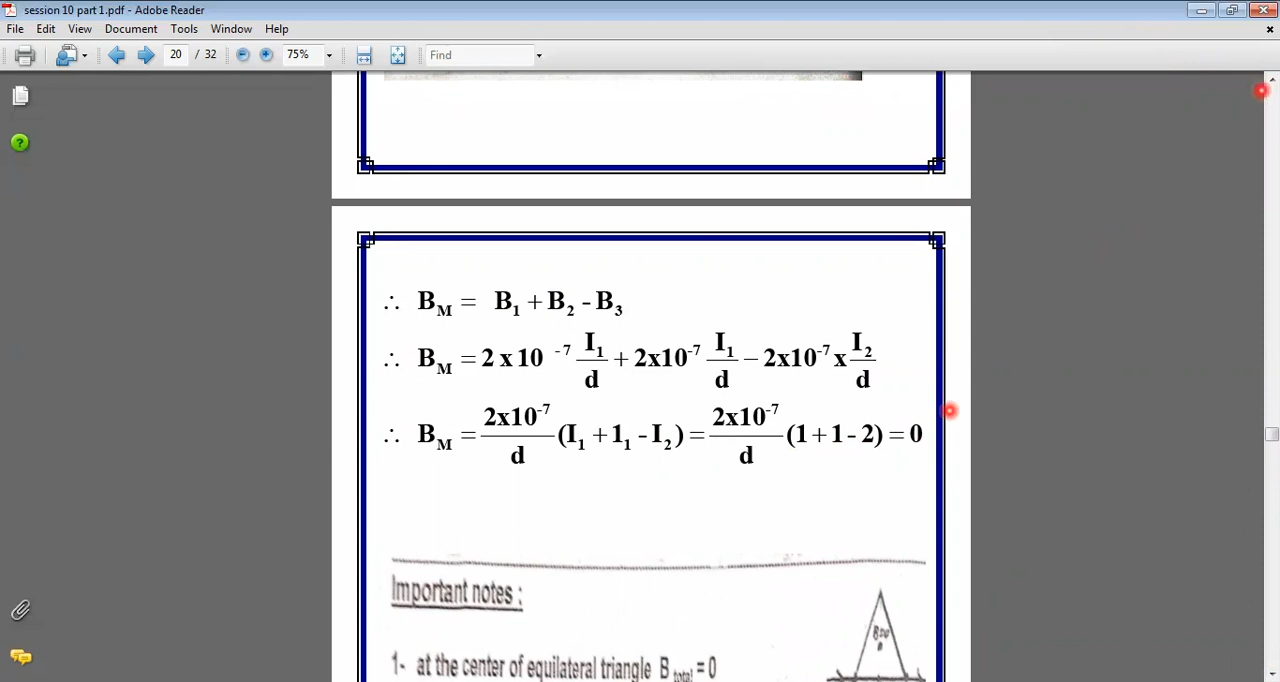 session 10 part 1.pdf - Adobe Reader
File Edit View Document Tools Window Help
20 / 32 75% Find
∴ B_M = B_1 + B_2 - B_3
∴ B_M = 2 x 10^-7 I_1/d + 2x10^-7 I_1/d − 2x10^-7 x I_2/d
∴ B_M = 2x10^-7/d (I_1 + 1_1 - I_2) = 2x10^-7/d (1 + 1 - 2) = 0
Important notes :
1- at the center of equilateral triangle B total = 0